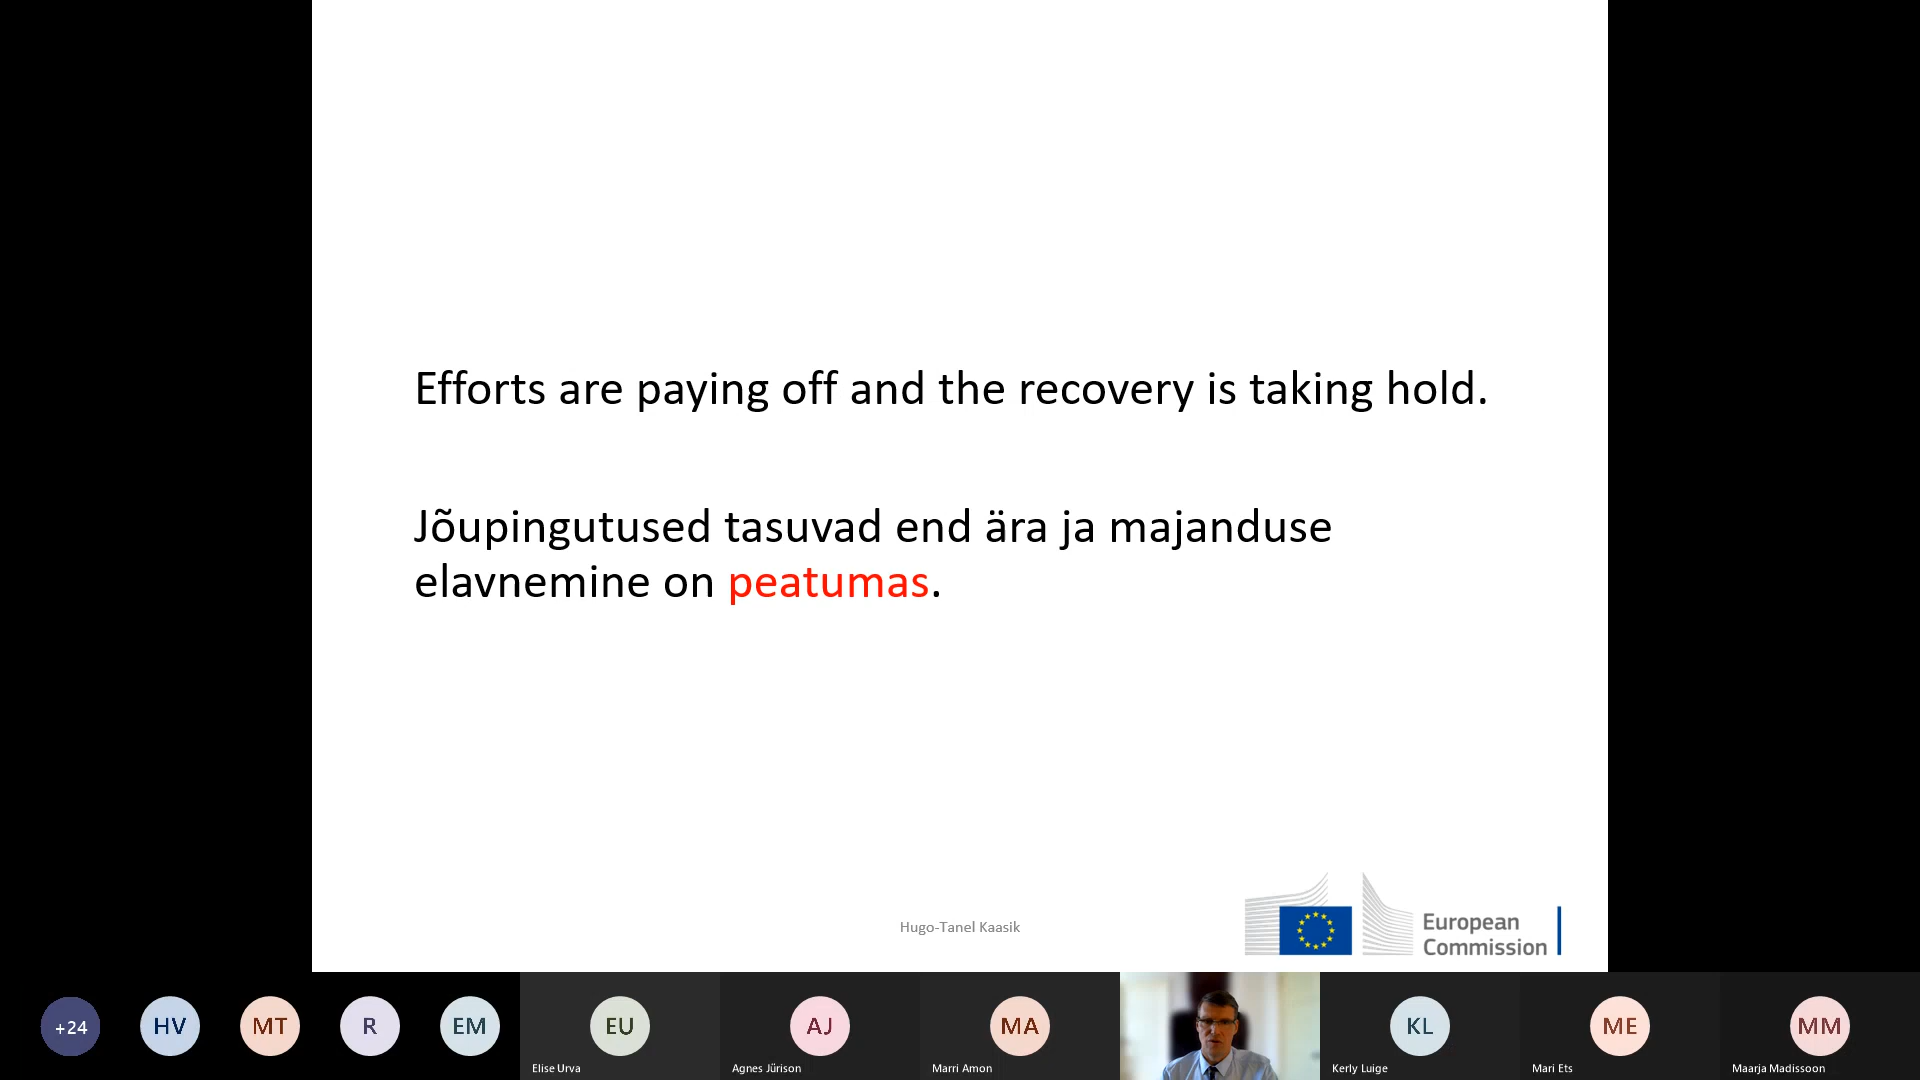 Efforts are paying off and the recovery is taking hold.
Jõupingutused tasuvad end ära ja majanduse
elavnemine on peatumas.
Hugo-Tanel Kaasik
European
Commission
+24
HV
MT
R
EM
EU
Elise Urva
AJ
Agnes Jürison
MA
Marri Amon
KL
Kerly Luige
ME
Mari Ets
MM
Maarja Madissoon